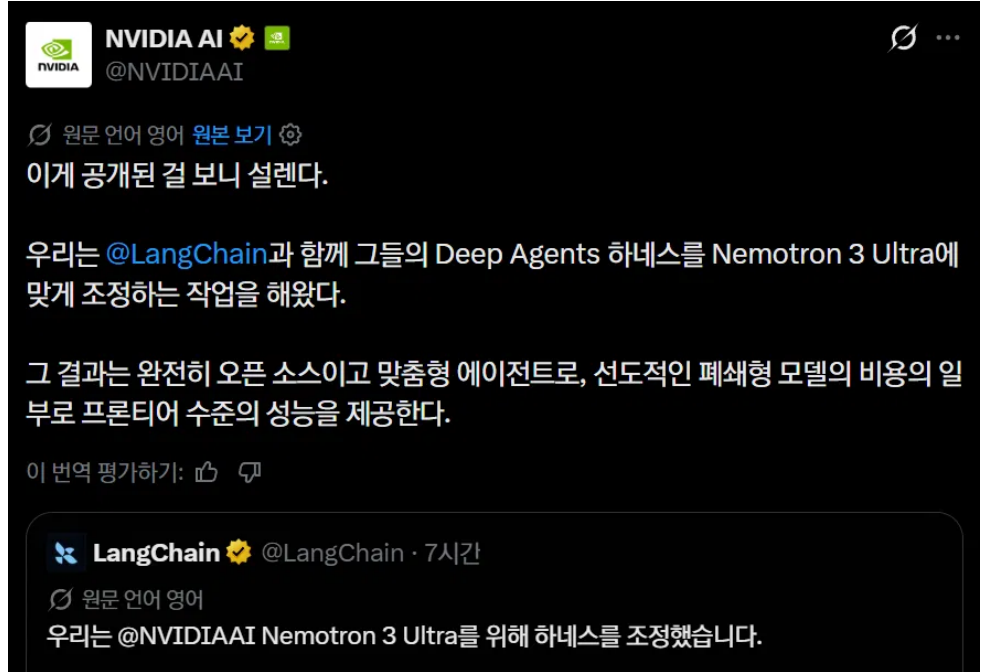 NVIDIA AI
NVIDIA
@NVIDIAAI
원문 언어 영어 원본 보기
이게 공개된 걸 보니 설렌다.
우리는 @LangChain과 함께 그들의 Deep Agents 하네스를 Nemotron 3 Ultra에
맞게 조정하는 작업을 해왔다.
그 결과는 완전히 오픈 소스이고 맞춤형 에이전트로, 선도적인 폐쇄형 모델의 비용의 일
부로 프론티어 수준의 성능을 제공한다.
이 번역 평가하기:
LangChain @LangChain · 7시간
원문 언어 영어
우리는 @NVIDIAAI Nemotron 3 Ultra를 위해 하네스를 조정했습니다.